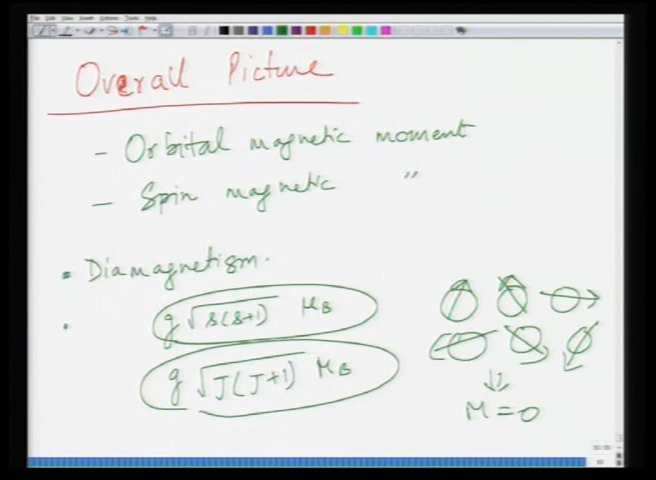 Overall Picture
- Orbital magnetic moment
- Spin magnetic "
• Diamagnetism.
• g √s(s+1) μB
g √J(J+1) μB
⇓
M = 0